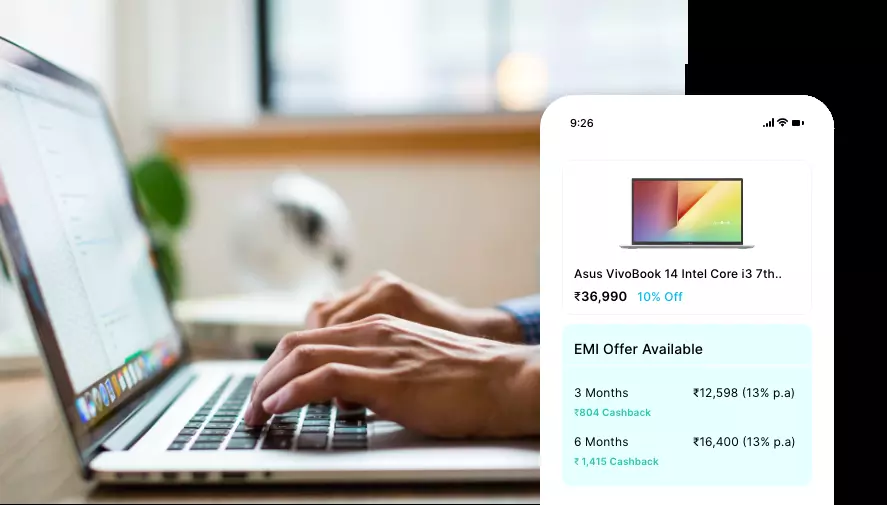 9:26
Asus VivoBook 14 Intel Core i3 7th..
₹36,990 10% Off
EMI Offer Available
3 Months ₹12,598 (13% p.a)
₹804 Cashback
6 Months ₹16,400 (13% p.a)
₹ 1,415 Cashback